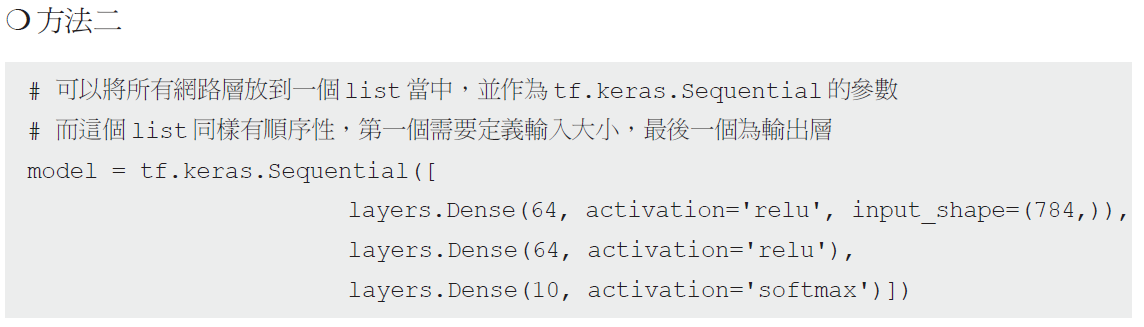 ❍ 方法二
# 可以將所有網路層放到一個 list 當中，並作為 tf.keras.Sequential 的參數
# 而這個 list 同樣有順序性，第一個需要定義輸入大小，最後一個為輸出層
model = tf.keras.Sequential([
layers.Dense(64, activation='relu', input_shape=(784,)),
layers.Dense(64, activation='relu'),
layers.Dense(10, activation='softmax')])